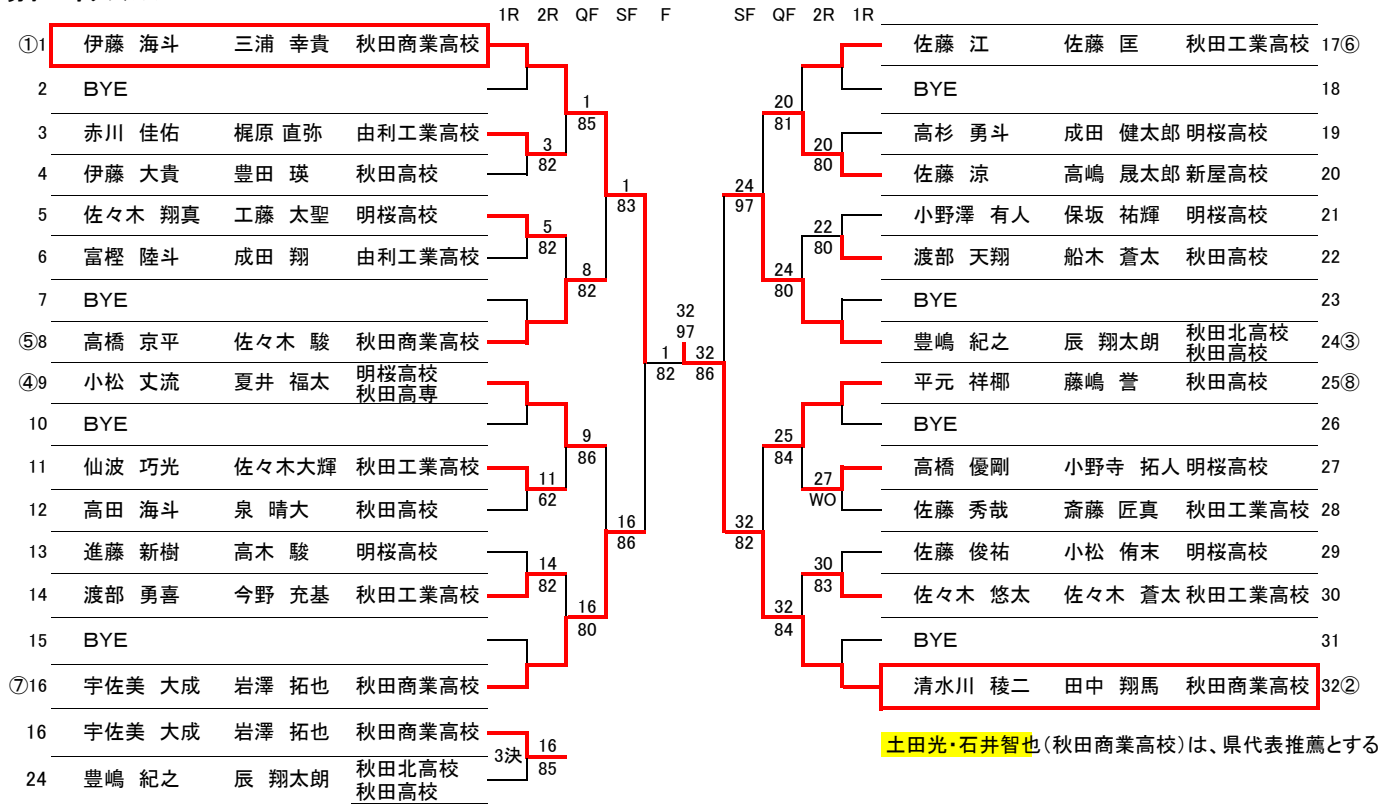 1R 2R QF SF F SF QF 2R 1R
①1 伊藤 海斗 三浦 幸貴 秋田商業高校
2 BYE
3 赤川 佳佑 梶原 直弥 由利工業高校
4 伊藤 大貴 豊田 瑛 秋田高校
5 佐々木 翔真 工藤 太聖 明桜高校
6 富樫 陸斗 成田 翔 由利工業高校
7 BYE
⑤8 高橋 京平 佐々木 駿 秋田商業高校
④9 小松 丈流 夏井 福太 明桜高校
秋田高専
10 BYE
11 仙波 巧光 佐々木大輝 秋田工業高校
12 高田 海斗 泉 晴大 秋田高校
13 進藤 新樹 高木 駿 明桜高校
14 渡部 勇喜 今野 充基 秋田工業高校
15 BYE
⑦16 宇佐美 大成 岩澤 拓也 秋田商業高校
3
82
5
82
11
62
14
82
1
85
8
82
9
86
16
80
1
83
16
86
1
82
32
97
32
86
24
97
32
82
20
81
24
80
25
84
32
84
20
80
22
80
27
WO
30
83
佐藤 江 佐藤 匡 秋田工業高校 17⑥
BYE 18
高杉 勇斗 成田 健太郎 明桜高校 19
佐藤 涼 高嶋 晟太郎 新屋高校 20
小野澤 有人 保坂 祐輝 明桜高校 21
渡部 天翔 船木 蒼太 秋田高校 22
BYE 23
豊嶋 紀之 辰 翔太朗 秋田北高校 24③
秋田高校
平元 祥椰 藤嶋 誉 秋田高校 25⑧
BYE 26
高橋 優剛 小野寺 拓人 明桜高校 27
佐藤 秀哉 斎藤 匠真 秋田工業高校 28
佐藤 俊祐 小松 侑末 明桜高校 29
佐々木 悠太 佐々木 蒼太 秋田工業高校 30
BYE 31
清水川 稜二 田中 翔馬 秋田商業高校 32②
16 宇佐美 大成 岩澤 拓也 秋田商業高校
24 豊嶋 紀之 辰 翔太朗 秋田北高校
秋田高校
3決
16
85
土田光・石井智也(秋田商業高校)は、県代表推薦とする